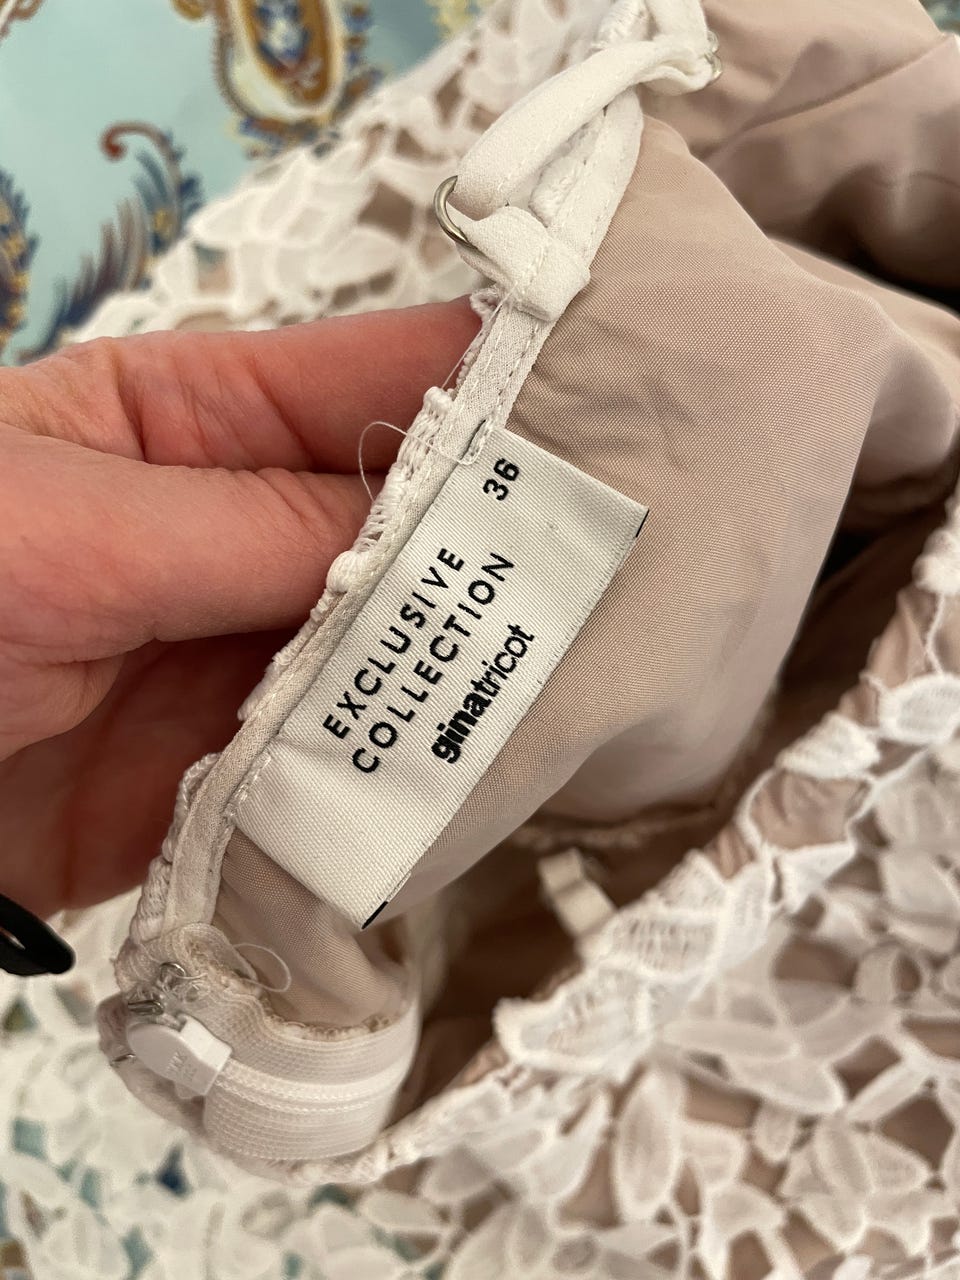 36
EXCLUSIVE
COLLECTION
ginatricot